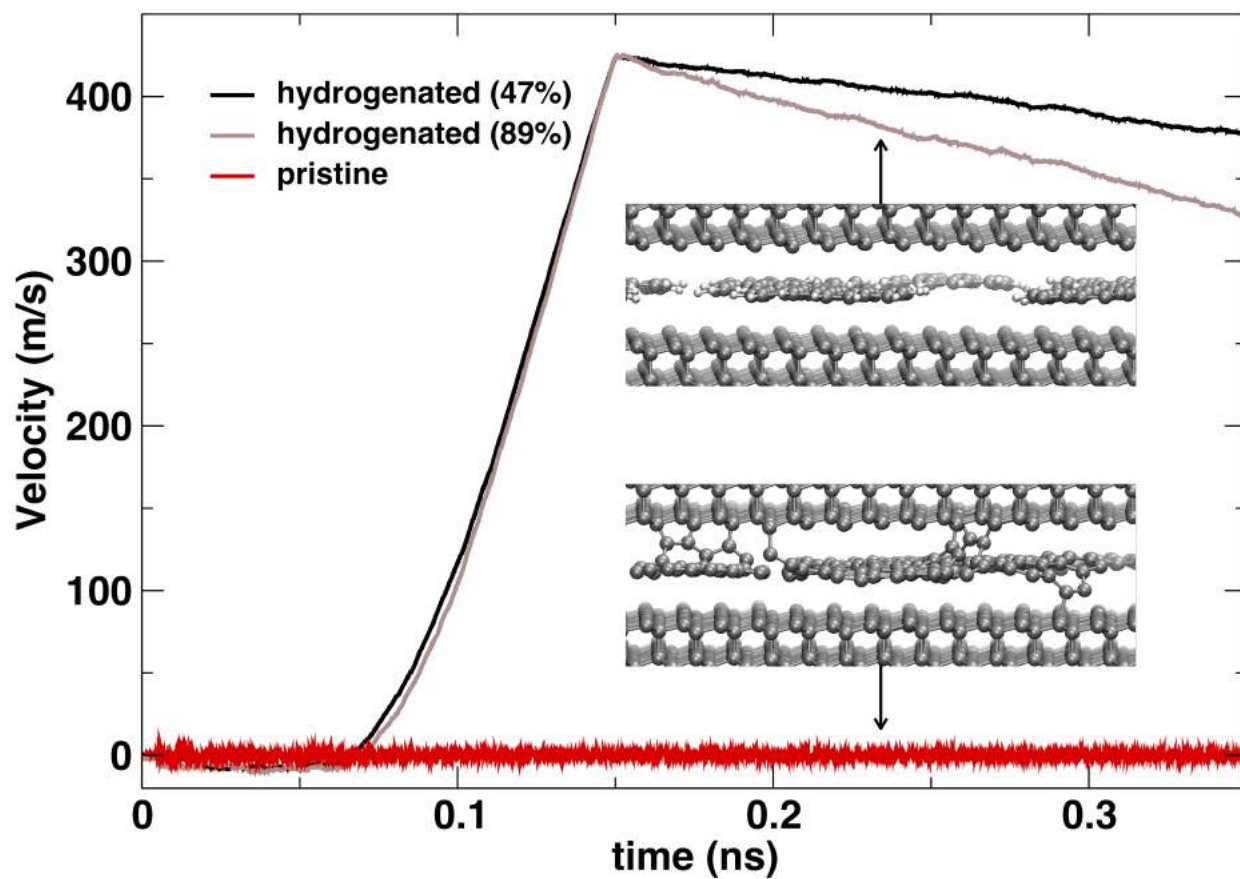 hydrogenated (47%)
hydrogenated (89%)
pristine
Velocity (m/s)
400
300
200
100
0
0
0.1
0.2
0.3
time (ns)